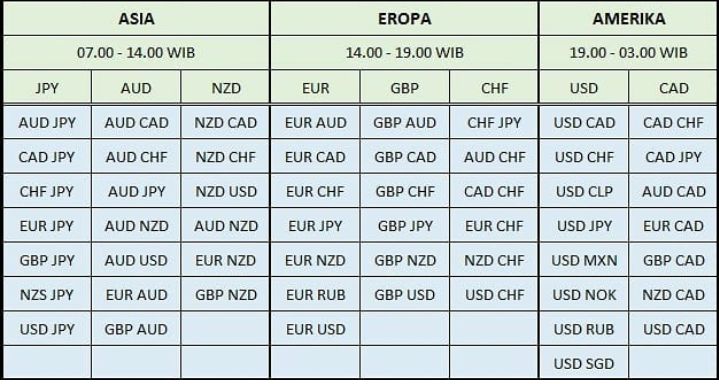 ASIA EROPA AMERIKA
07.00 - 14.00 WIB 14.00 - 19.00 WIB 19.00 - 03.00 WIB
JPY AUD NZD EUR GBP CHF USD CAD
AUD JPY AUD CAD NZD CAD EUR AUD GBP AUD CHF JPY USD CAD CAD CHF
CAD JPY AUD CHF NZD CHF EUR CAD GBP CAD AUD CHF USD CHF CAD JPY
CHF JPY AUD JPY NZD USD EUR CHF GBP CHF CAD CHF USD CLP AUD CAD
EUR JPY AUD NZD AUD NZD EUR JPY GBP JPY EUR CHF USD JPY EUR CAD
GBP JPY AUD USD EUR NZD EUR NZD GBP NZD NZD CHF USD MXN GBP CAD
NZS JPY EUR AUD GBP NZD EUR RUB GBP USD USD CHF USD NOK NZD CAD
USD JPY GBP AUD EUR USD USD RUB USD CAD
USD SGD